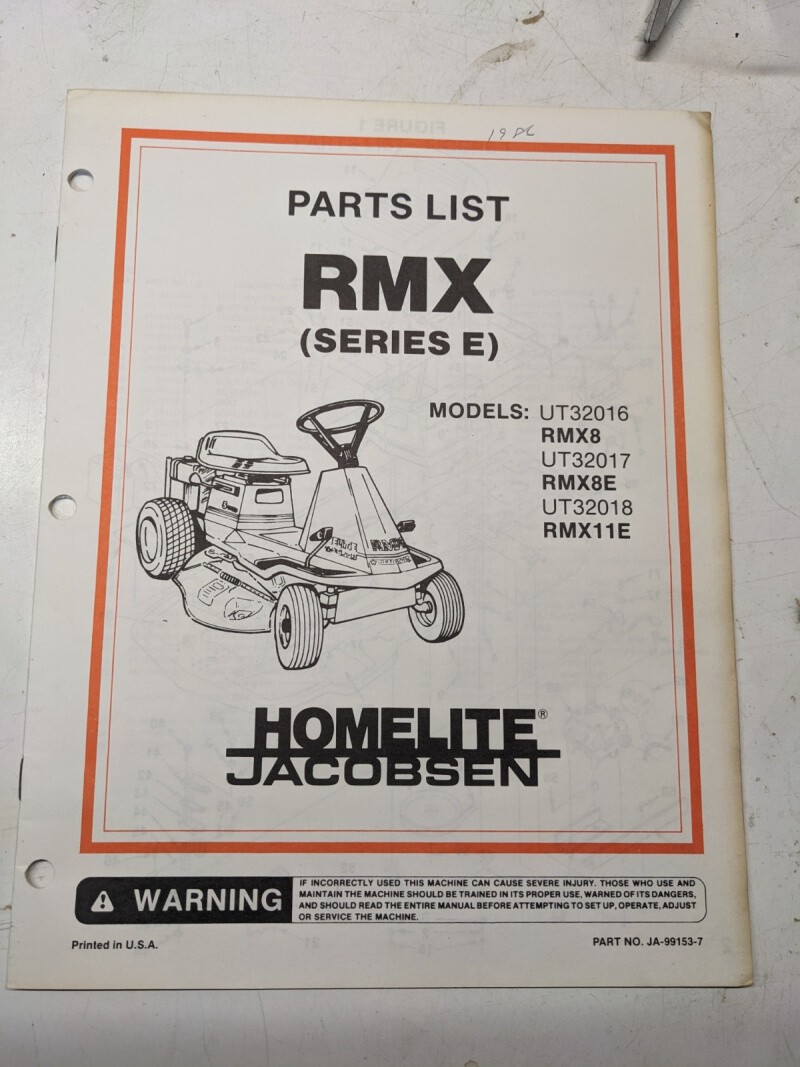 PARTS LIST
RMX
(SERIES E)
MODELS: UT32016
RMX8
UT32017
RMX8E
UT32018
RMX11E
HOMELITE®
JACOBSEN
WARNING
IF INCORRECTLY USED THIS MACHINE CAN CAUSE SEVERE INJURY. THOSE WHO USE AND
MAINTAIN THE MACHINE SHOULD BE TRAINED IN ITS PROPER USE, WARNED OF ITS DANGERS,
AND SHOULD READ THE ENTIRE MANUAL BEFORE ATTEMPTING TO SET UP, OPERATE, ADJUST
OR SERVICE THE MACHINE.
Printed in U.S.A.
PART NO. JA-99153-7